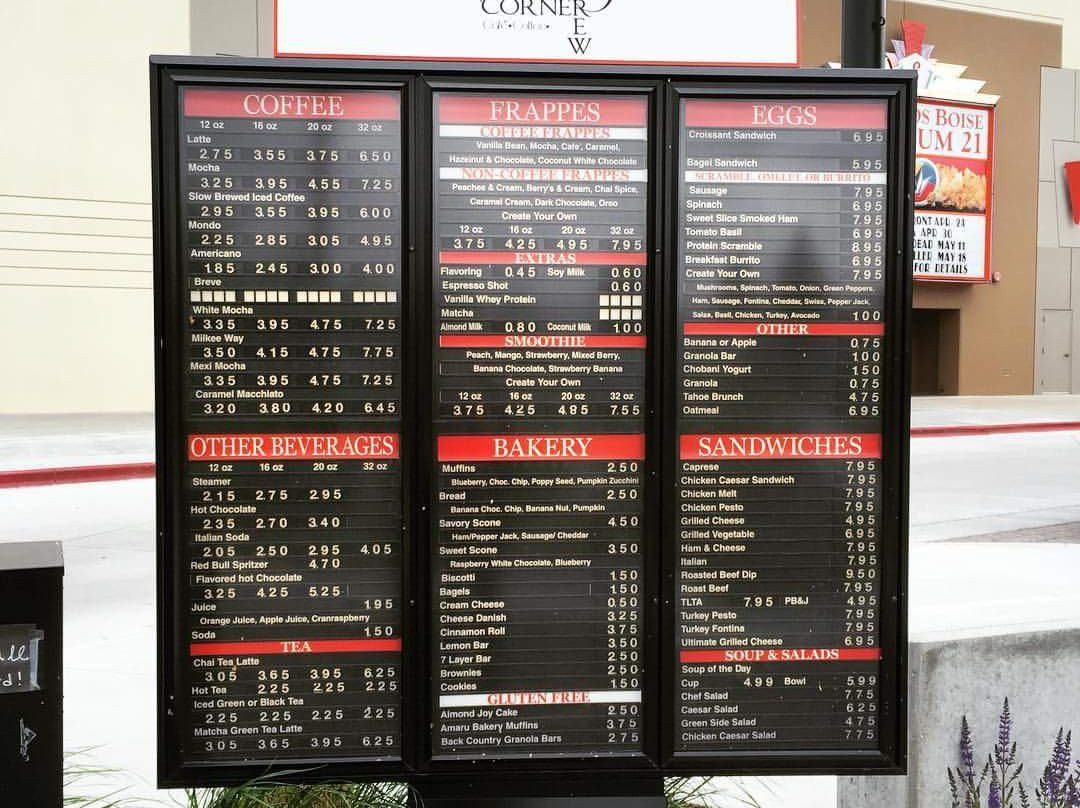 CORNER
Café • Coffee •
REW
COFFEE
12 oz 16 oz 20 oz 32 oz
Latte
2.75 3.55 3.75 6.50
Mocha
3.25 3.95 4.55 7.25
Slow Brewed Iced Coffee
2.95 3.55 3.95 6.00
Mondo
2.25 2.85 3.05 4.95
Americano
1.85 2.45 3.00 4.00
Breve
White Mocha
3.35 3.95 4.75 7.25
Milkee Way
3.50 4.15 4.75 7.75
Mexi Mocha
3.35 3.95 4.75 7.25
Caramel Macchiato
3.20 3.80 4.20 6.45
OTHER BEVERAGES
12 oz 16 oz 20 oz 32 oz
Steamer
2.15 2.75 2.95
Hot Chocolate
2.35 2.70 3.40
Italian Soda
2.05 2.50 2.95 4.05
Red Bull Spritzer 4.70
Flavored hot Chocolate
3.25 4.25 5.25
Juice 1.95
Orange Juice, Apple Juice, Cranraspberry
Soda 1.50
TEA
Chai Tea Latte
3.05 3.65 3.95 6.25
Hot Tea 2.25 2.25 2.25
Iced Green or Black Tea
2.25 2.25 2.25 2.25
Matcha Green Tea Latte
3.05 3.65 3.95 6.25
FRAPPES
COFFEE FRAPPES
Vanilla Bean, Mocha, Cafe', Caramel,
Hazelnut & Chocolate, Coconut White Chocolate
NON-COFFEE FRAPPES
Peaches & Cream, Berry's & Cream, Chai Spice,
Caramel Cream, Dark Chocolate, Oreo
Create Your Own
12 oz 16 oz 20 oz 32 oz
3.75 4.25 4.95 7.95
EXTRAS
Flavoring 0.45 Soy Milk 0.60
Espresso Shot 0.60
Vanilla Whey Protein
Matcha
Almond Milk 0.80 Coconut Milk 1.00
SMOOTHIE
Peach, Mango, Strawberry, Mixed Berry,
Banana Chocolate, Strawberry Banana
Create Your Own
12 oz 16 oz 20 oz 32 oz
3.75 4.25 4.85 7.55
BAKERY
Muffins 2.50
Blueberry, Choc. Chip, Poppy Seed, Pumpkin Zucchini
Bread 2.50
Banana Choc. Chip, Banana Nut, Pumpkin
Savory Scone 4.50
Ham/Pepper Jack, Sausage/ Cheddar
Sweet Scone 3.50
Raspberry White Chocolate, Blueberry
Biscotti 1.50
Bagels 1.50
Cream Cheese 0.50
Cheese Danish 3.25
Cinnamon Roll 3.75
Lemon Bar 3.50
7 Layer Bar 2.50
Brownies 2.50
Cookies 1.50
GLUTEN FREE
Almond Joy Cake 2.50
Amaru Bakery Muffins 3.75
Back Country Granola Bars 2.75
EGGS
Croissant Sandwich 6.95
Bagel Sandwich 5.95
SCRAMBLE, OMELET, OR BURRITO
Sausage 7.95
Spinach 6.95
Sweet Slice Smoked Ham 7.95
Tomato Basil 6.95
Protein Scramble 8.95
Breakfast Burrito 6.95
Create Your Own 7.95
Mushrooms, Spinach, Tomato, Onion, Green Peppers,
Ham, Sausage, Fontina, Cheddar, Swiss, Pepper Jack,
Salsa, Basil, Chicken, Turkey, Avocado 1.00
OTHER
Banana or Apple 0.75
Granola Bar 1.00
Chobani Yogurt 1.50
Granola 0.75
Tahoe Brunch 4.75
Oatmeal 6.95
SANDWICHES
Caprese 7.95
Chicken Caesar Sandwich 7.95
Chicken Melt 7.95
Chicken Pesto 7.95
Grilled Cheese 4.95
Grilled Vegetable 6.95
Ham & Cheese 7.95
Italian 7.95
Roasted Beef Dip 9.50
Roast Beef 7.95
TLTA 7.95 PB&J 4.95
Turkey Pesto 7.95
Turkey Fontina 7.95
Ultimate Grilled Cheese 6.95
SOUP & SALADS
Soup of the Day
Cup 4.99 Bowl 5.99
Chef Salad 7.75
Caesar Salad 6.25
Green Side Salad 4.75
Chicken Caesar Salad 7.75
DS BOISE
UM 21
ONT APR 24
APR 30
DEAD MAY 11
LLER MAY 18
FOR DETAILS